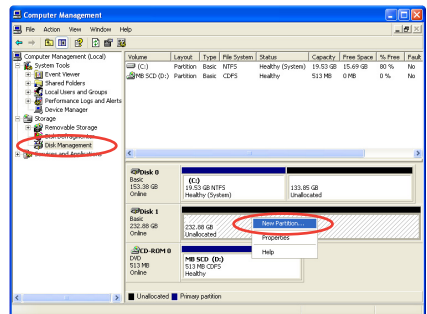 Computer Management
File Action View Window Help
Computer Management (Local)
System Tools
Event Viewer
Shared Folders
Local Users and Groups
Performance Logs and Alerts
Device Manager
Storage
Removable Storage
Disk Defragmenter
Disk Management
Services and Applications
Volume Layout Type File System Status Capacity Free Space % Free Fault
(C:) Partition Basic NTFS Healthy (System) 19.53 GB 15.69 GB 80 % No
MB SCD (D:) Partition Basic CDFS Healthy 513 MB 0 MB 0 % No
Disk 0
Basic
153.38 GB
Online
(C:)
19.53 GB NTFS
Healthy (System)
133.85 GB
Unallocated
Disk 1
Basic
232.88 GB
Online
232.88 GB
Unallocated
New Partition...
Properties
Help
CD-ROM 0
DVD
513 MB
Online
MB SCD (D:)
513 MB CDFS
Healthy
Unallocated Primary partition